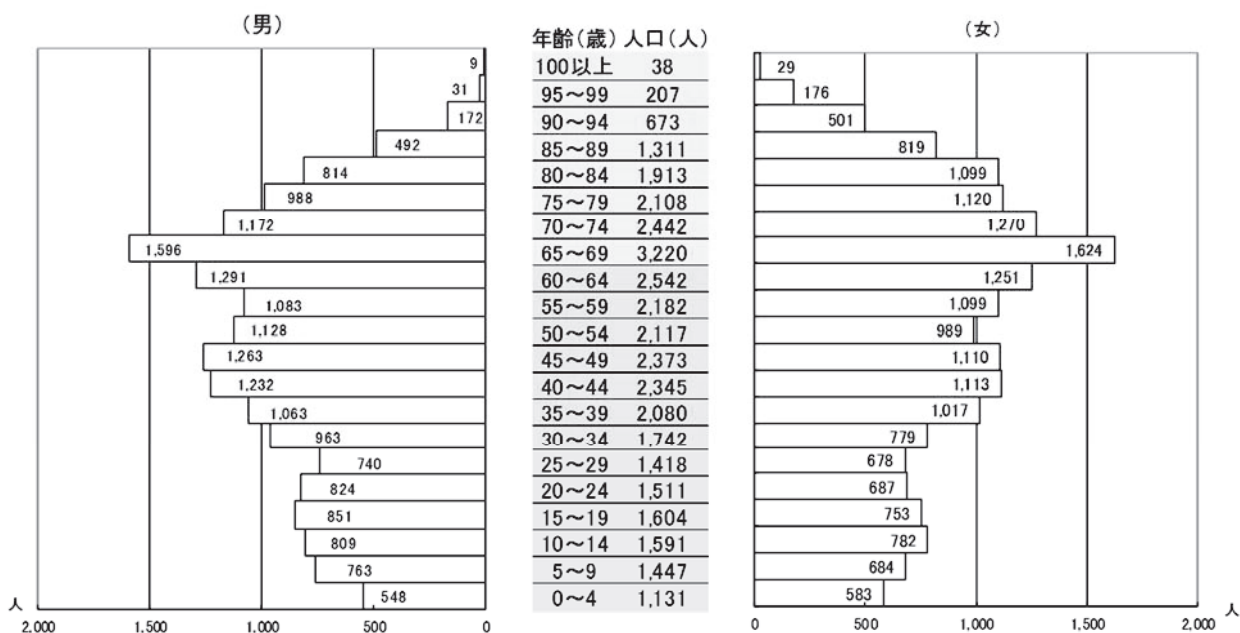 （男）
年齢（歳） 人口（人）
（女）
9 100以上 38 29
31 95～99 207 176
172 90～94 673 501
492 85～89 1,311 819
814 80～84 1,913 1,099
988 75～79 2,108 1,120
1,172 70～74 2,442 1,270
1,596 65～69 3,220 1,624
1,291 60～64 2,542 1,251
1,083 55～59 2,182 1,099
1,128 50～54 2,117 989
1,263 45～49 2,373 1,110
1,232 40～44 2,345 1,113
1,063 35～39 2,080 1,017
963 30～34 1,742 779
740 25～29 1,418 678
824 20～24 1,511 687
851 15～19 1,604 753
809 10～14 1,591 782
763 5～9 1,447 684
548 0～4 1,131 583
人 2,000 1,500 1,000 500 0 0 500 1,000 1,500 2,000 人